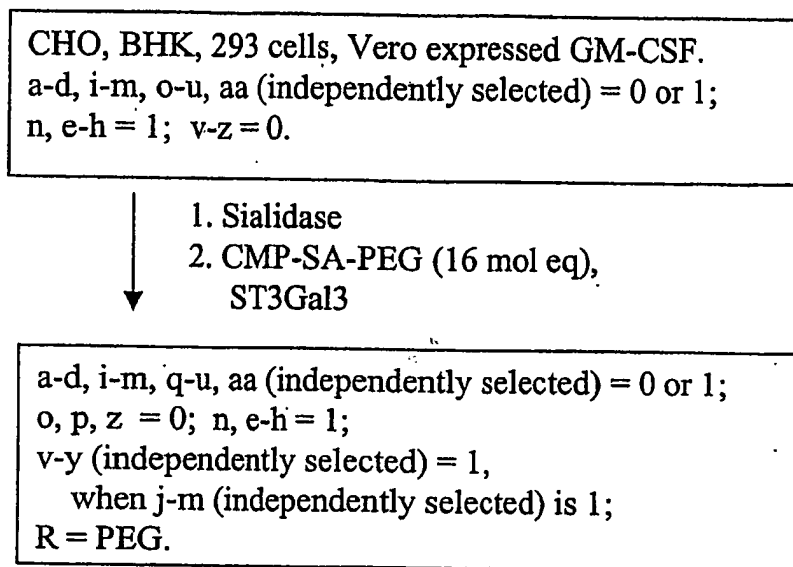 CHO, BHK, 293 cells, Vero expressed GM-CSF.
a-d, i-m, o-u, aa (independently selected) = 0 or 1;
n, e-h = 1; v-z = 0.
1. Sialidase
2. CMP-SA-PEG (16 mol eq),
ST3Gal3
a-d, i-m, q-u, aa (independently selected) = 0 or 1;
o, p, z = 0; n, e-h = 1;
v-y (independently selected) = 1,
when j-m (independently selected) is 1;
R = PEG.